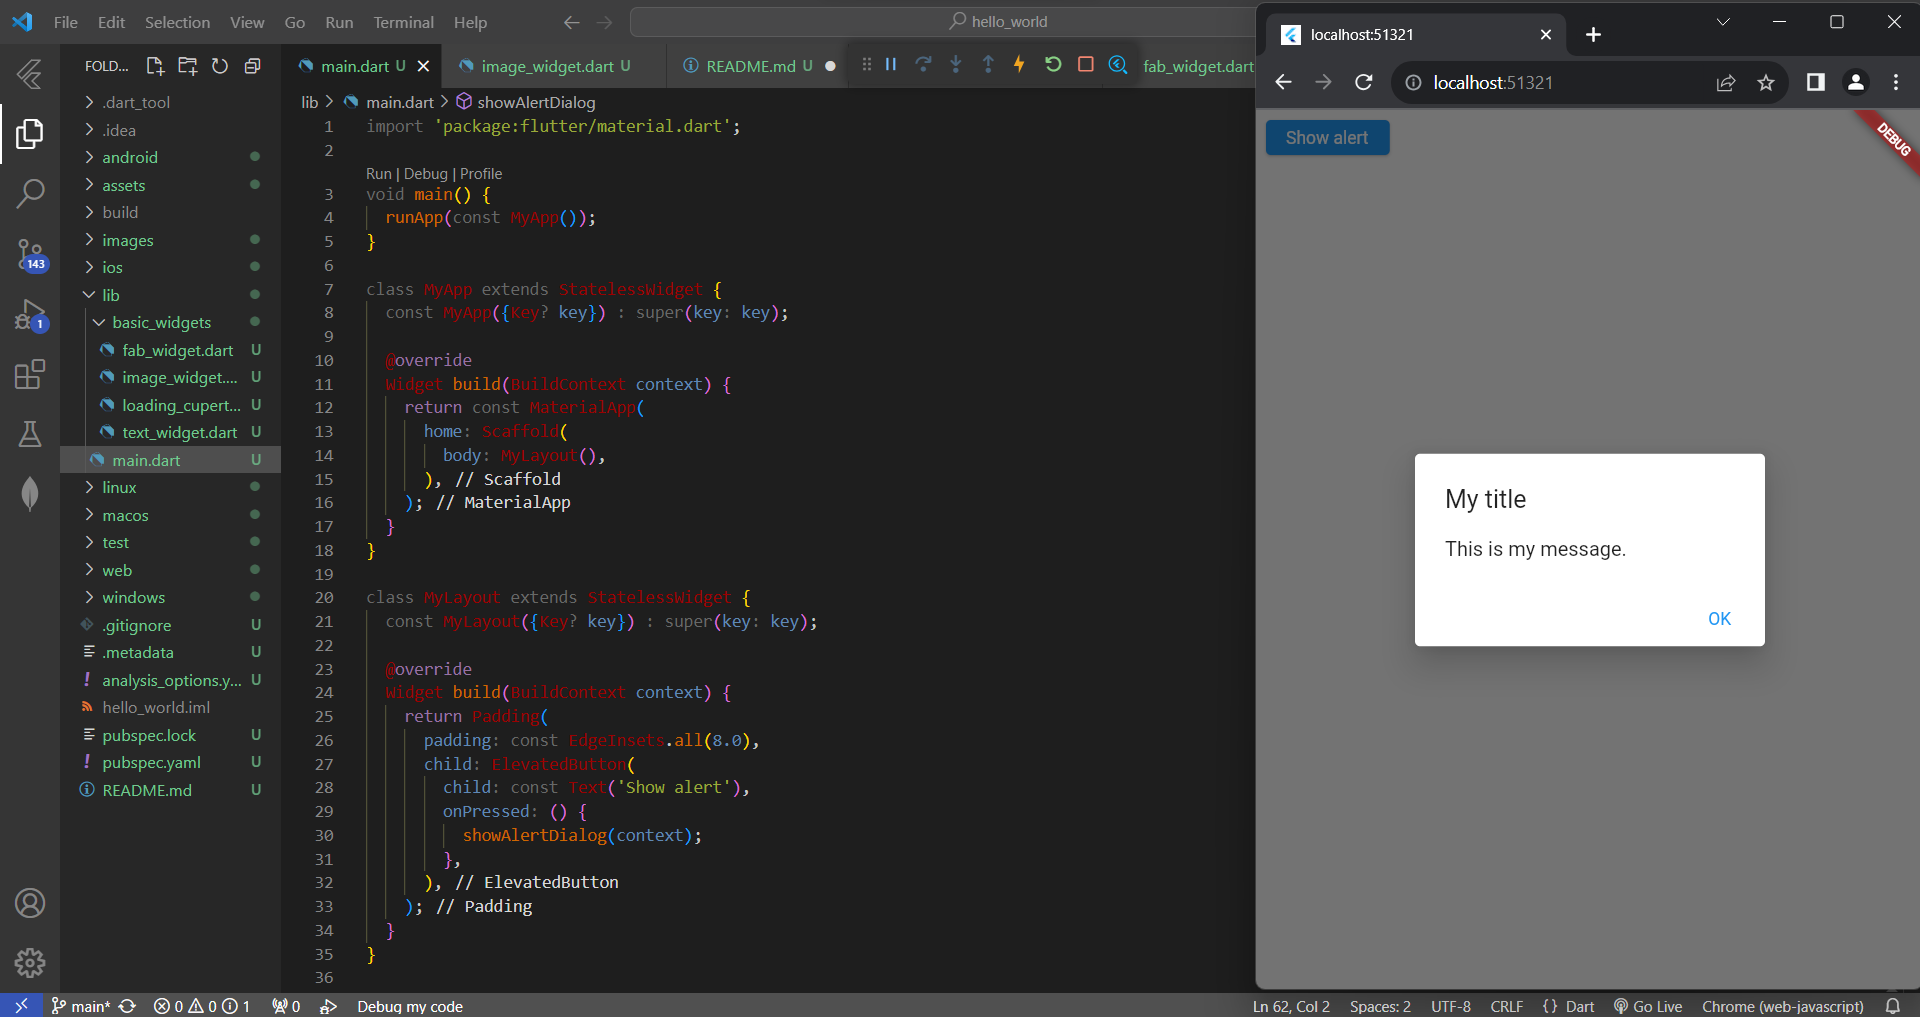 File Edit Selection View Go Run Terminal Help
hello_world
FOLD...
main.dart U
image_widget.dart U
README.md U
fab_widget.dart
.dart_tool
.idea
android
assets
build
images
ios
lib
basic_widgets
fab_widget.dart U
image_widget.... U
loading_cupert... U
text_widget.dart U
main.dart U
linux
macos
test
web
windows
.gitignore U
.metadata U
analysis_options.y... U
hello_world.iml
pubspec.lock U
pubspec.yaml U
README.md U
143
1
lib > main.dart > showAlertDialog
1 import 'package:flutter/material.dart';
2
Run | Debug | Profile
3 void main() {
4 runApp(const MyApp());
5 }
6
7 class MyApp extends StatelessWidget {
8 const MyApp({Key? key}) : super(key: key);
9
10 @override
11 Widget build(BuildContext context) {
12 return const MaterialApp(
13 home: Scaffold(
14 body: MyLayout(),
15 ), // Scaffold
16 ); // MaterialApp
17 }
18 }
19
20 class MyLayout extends StatelessWidget {
21 const MyLayout({Key? key}) : super(key: key);
22
23 @override
24 Widget build(BuildContext context) {
25 return Padding(
26 padding: const EdgeInsets.all(8.0),
27 child: ElevatedButton(
28 child: const Text('Show alert'),
29 onPressed: () {
30 showAlertDialog(context);
31 },
32 ), // ElevatedButton
33 ); // Padding
34 }
35 }
36
localhost:51321
localhost:51321
Show alert
DEBUG
My title
This is my message.
OK
main* 0 0 1 0 Debug my code
Ln 62, Col 2 Spaces: 2 UTF-8 CRLF {} Dart Go Live Chrome (web-javascript)